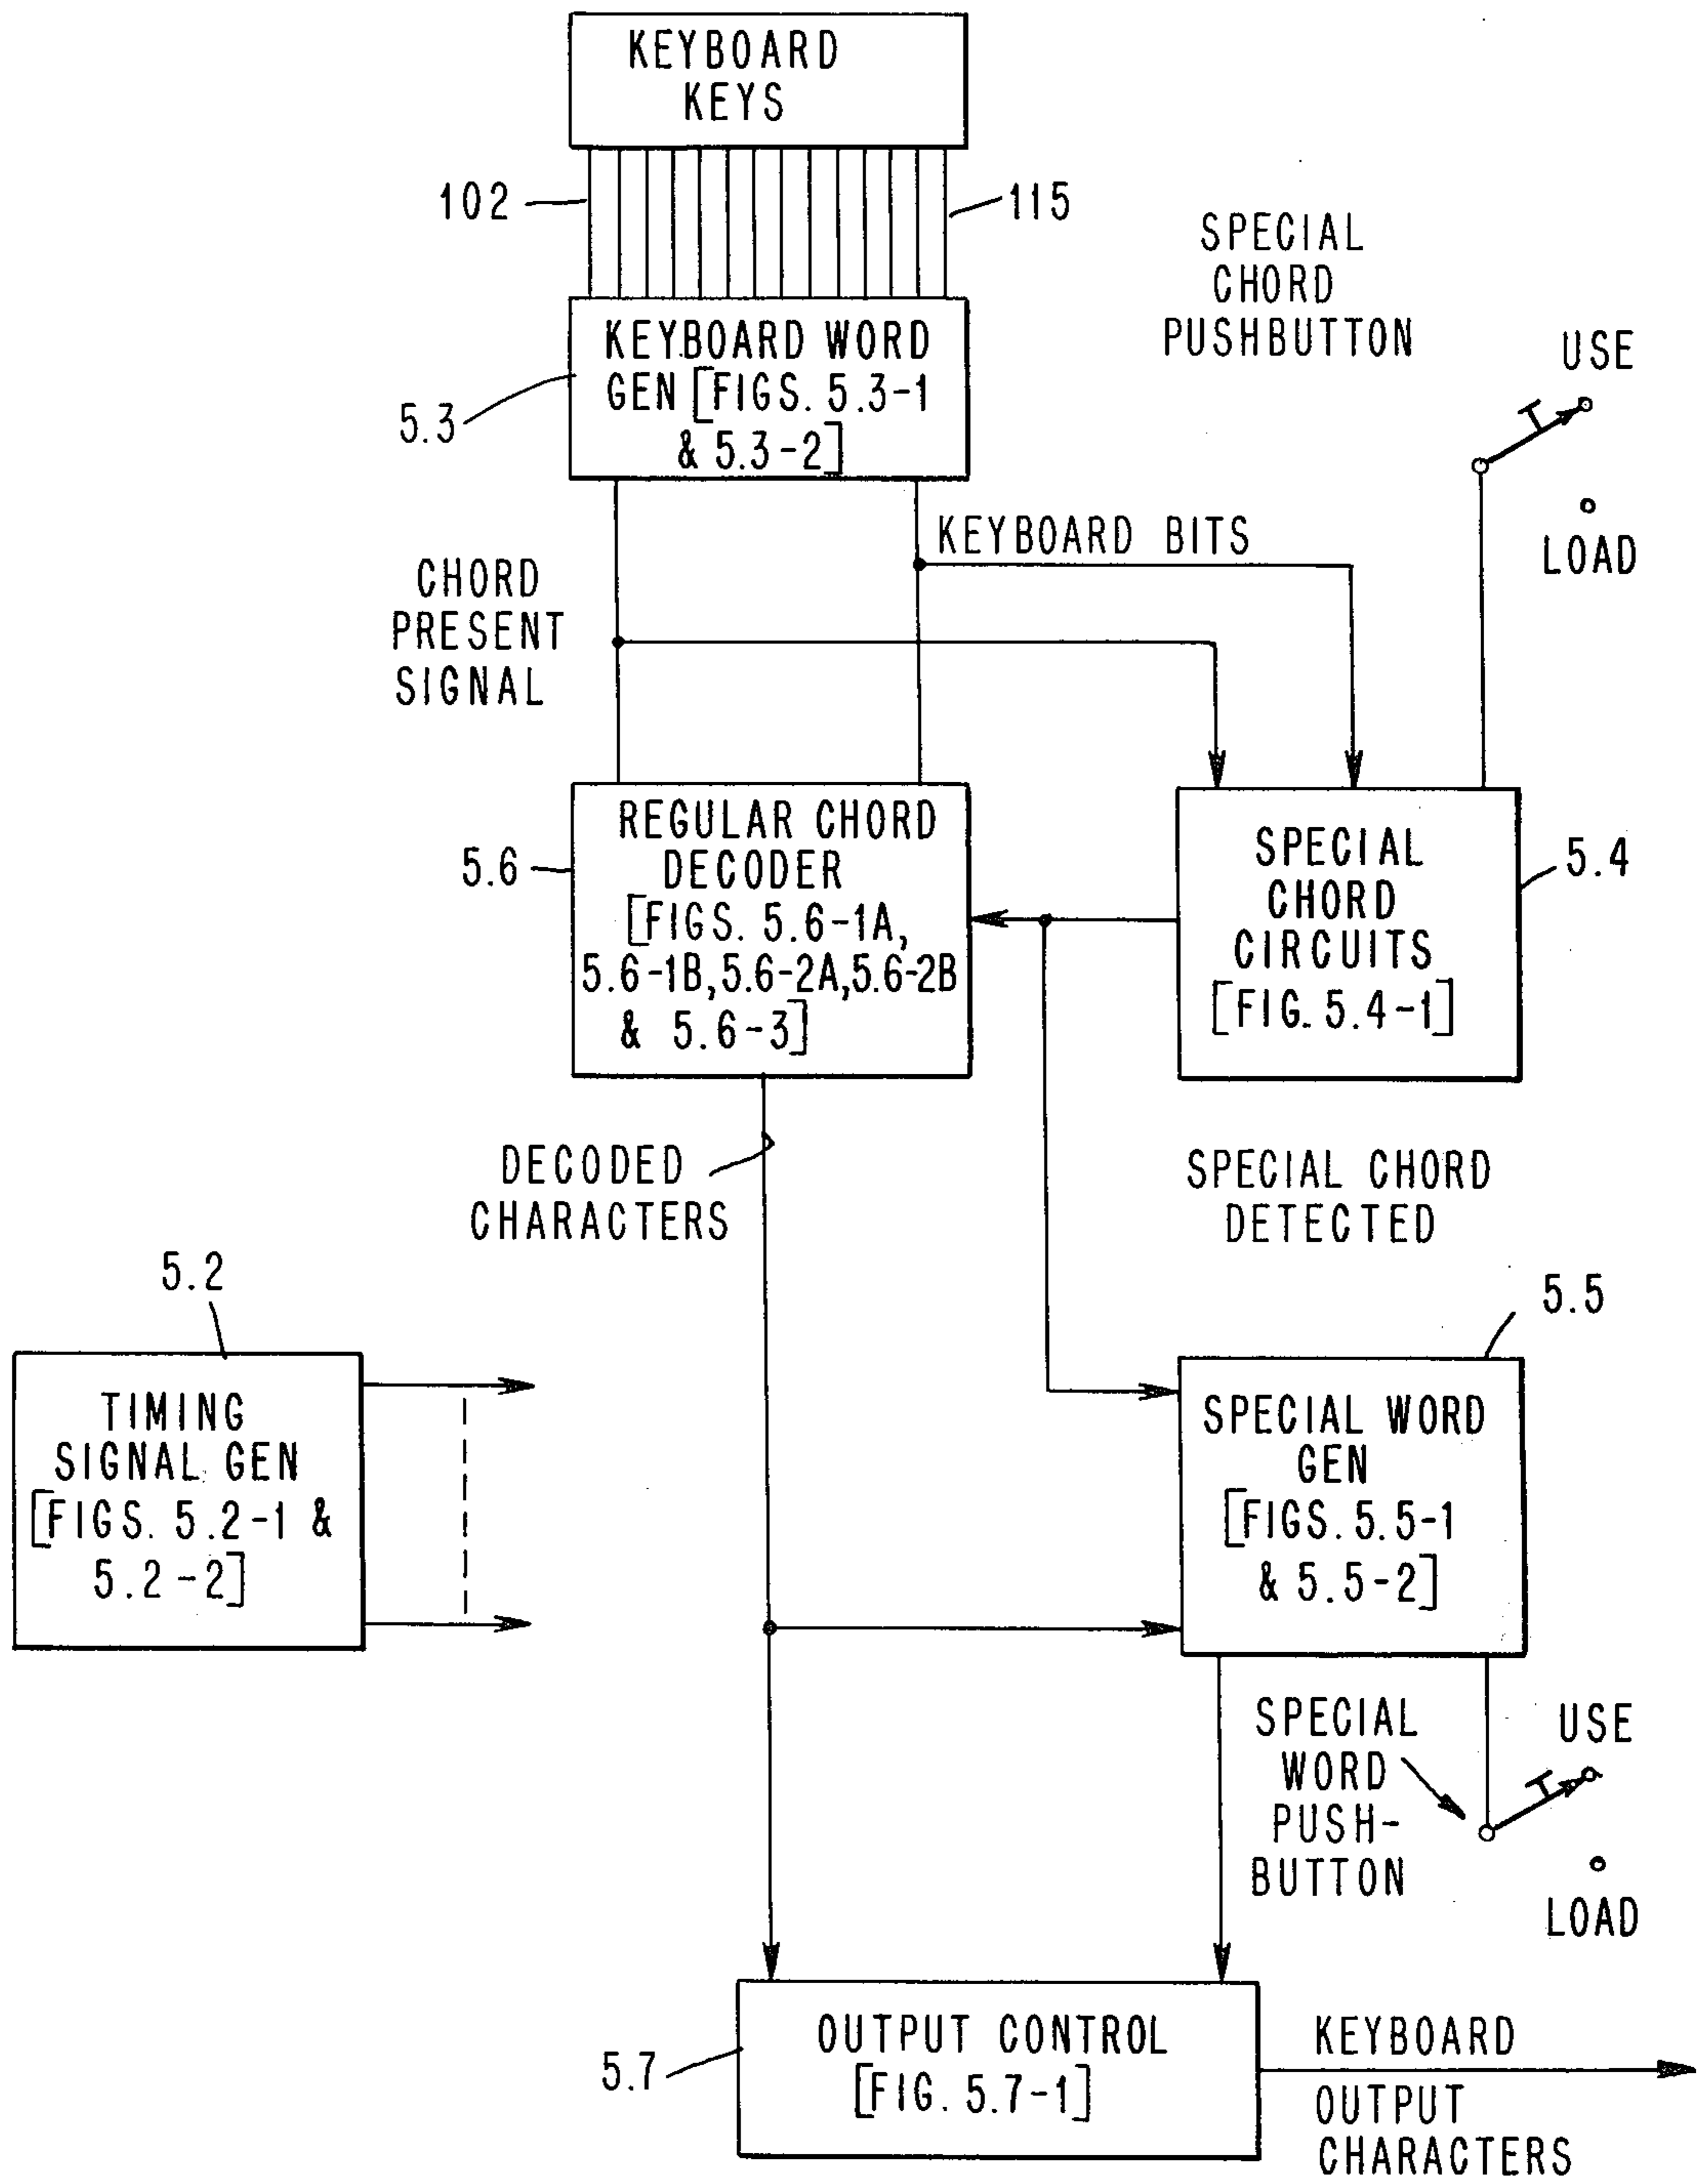 KEYBOARD
KEYS
102
115
SPECIAL
CHORD
PUSHBUTTON
USE
LOAD
KEYBOARD WORD
GEN [FIGS. 5.3-1
& 5.3-2]
5.3
KEYBOARD BITS
CHORD
PRESENT
SIGNAL
REGULAR CHORD
DECODER
[FIGS. 5.6-1A,
5.6-1B, 5.6-2A, 5.6-2B
& 5.6-3]
5.6
SPECIAL
CHORD
CIRCUITS
[FIG. 5.4-1]
5.4
DECODED
CHARACTERS
SPECIAL CHORD
DETECTED
5.2
TIMING
SIGNAL GEN
[FIGS. 5.2-1 &
5.2-2]
5.5
SPECIAL WORD
GEN
[FIGS. 5.5-1
& 5.5-2]
SPECIAL
WORD
PUSH-
BUTTON
USE
LOAD
OUTPUT CONTROL
[FIG. 5.7-1]
5.7
KEYBOARD
OUTPUT
CHARACTERS